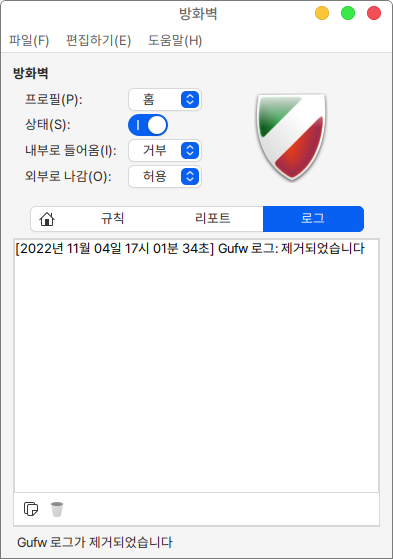 방화벽
파일(F) 편집하기(E) 도움말(H)
방화벽
프로필(P): 홈
상태(S):
내부로 들어옴(I): 거부
외부로 나감(O): 허용
규칙 리포트 로그
[2022년 11월 04일 17시 01분 34초] Gufw 로그: 제거되었습니다
Gufw 로그가 제거되었습니다